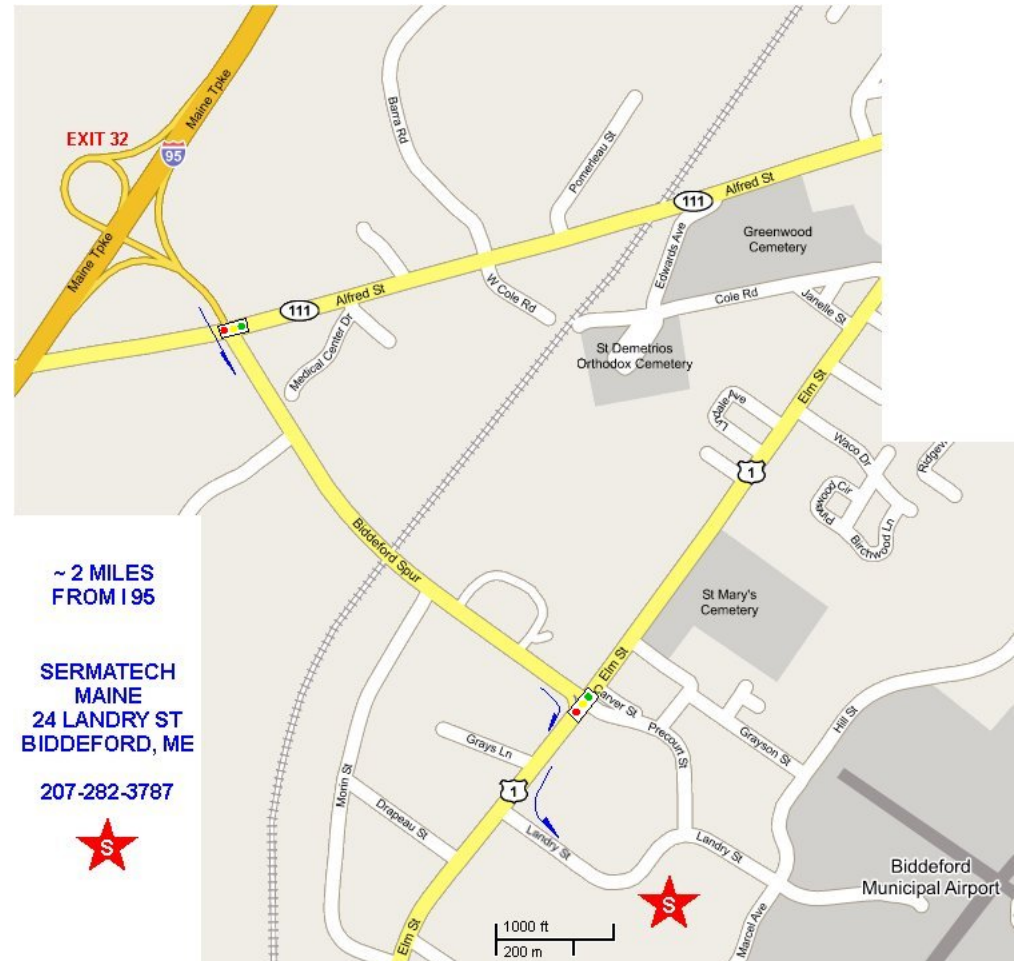 Maine Tpke
EXIT 32
95
Maine Tpke
Barra Rd
Pomerleau St
111
Alfred St
Greenwood
Cemetery
Edwards Ave
W Cole Rd
Cole Rd
Janelle St
111
Alfred St
Medical Center Dr
St Demetrios
Orthodox Cemetery
Elm St
Lyndale Ave
Waco Dr
1
Pinewood Cir
Birchwood Ln
Biddeford Spur
~ 2 MILES
FROM I 95
St Mary's
Cemetery
SERMATECH
MAINE
24 LANDRY ST
BIDDEFORD, ME
207-282-3787
S
Elm St
Carver St
Precourt St
Grayson St
Hill St
Grays Ln
Morin St
1
Drapeau St
Landry St
Landry St
Biddeford
Municipal Airport
S
Marcel Ave
Elm St
1000 ft
200 m